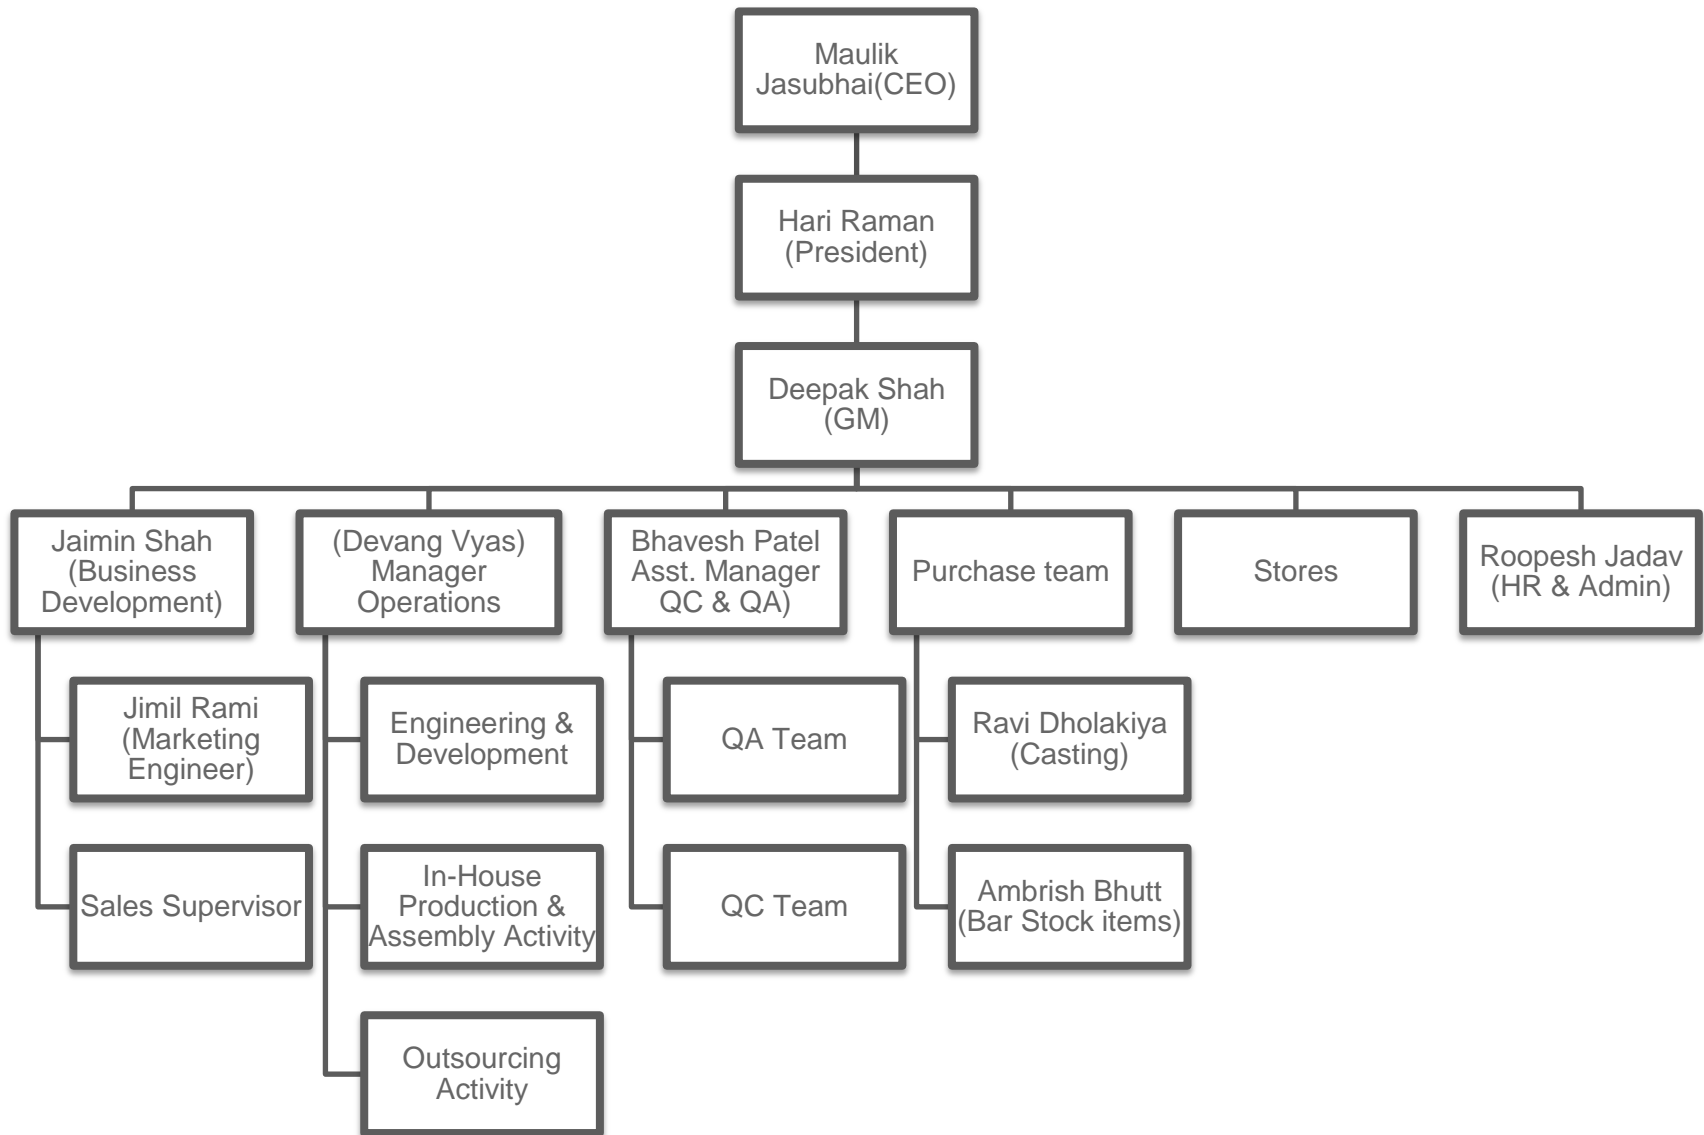 Maulik
Jasubhai(CEO)
Hari Raman
(President)
Deepak Shah
(GM)
Jaimin Shah
(Business
Development)
(Devang Vyas)
Manager
Operations
Bhavesh Patel
Asst. Manager
QC & QA)
Purchase team
Stores
Roopesh Jadav
(HR & Admin)
Jimil Rami
(Marketing
Engineer)
Engineering &
Development
QA Team
Ravi Dholakiya
(Casting)
Sales Supervisor
In-House
Production &
Assembly Activity
QC Team
Ambrish Bhutt
(Bar Stock items)
Outsourcing
Activity